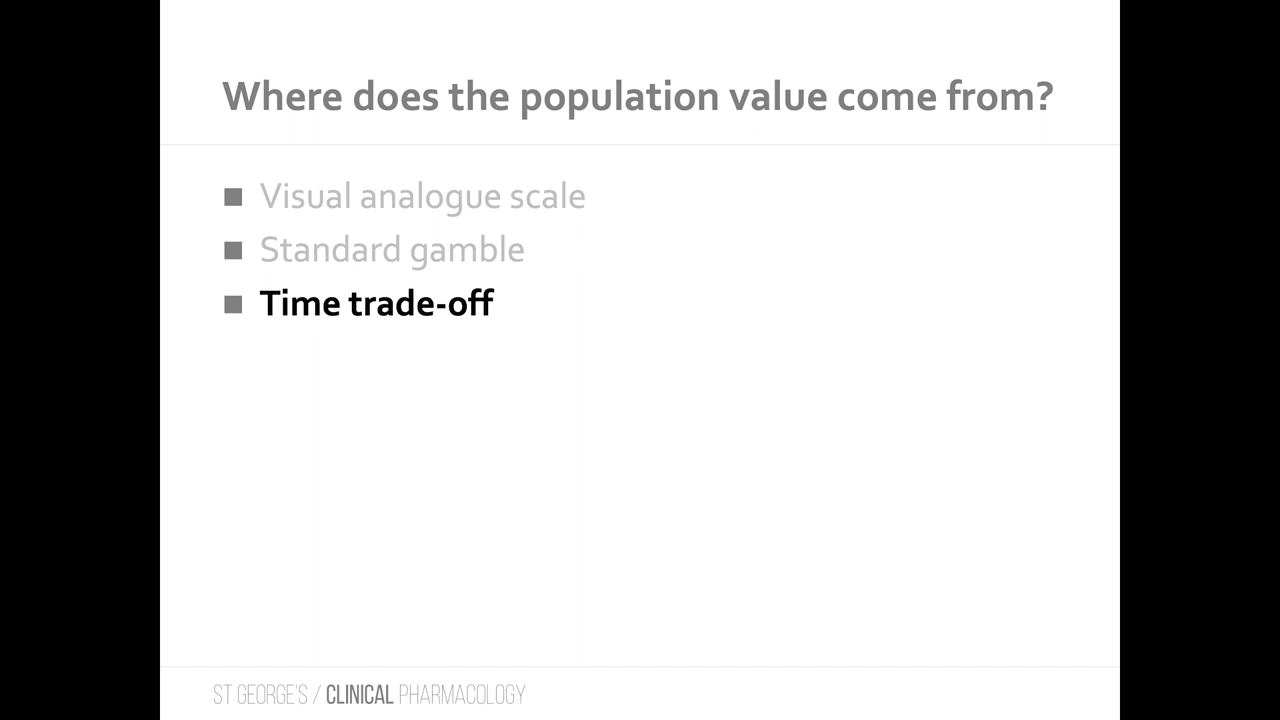 Where does the population value come from?
Visual analogue scale
Standard gamble
Time trade-off
ST GEORGE'S / CLINICAL PHARMACOLOGY